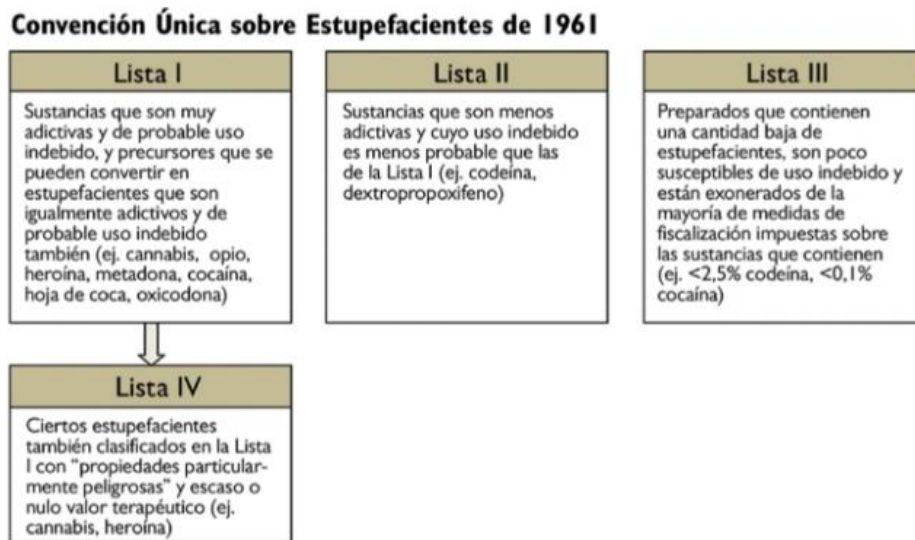 Convención Única sobre Estupefacientes de 1961
Lista I
Sustancias que son muy
adictivas y de probable uso
indebido, y precursores que se
pueden convertir en
estupefacientes que son
igualmente adictivos y de
probable uso indebido
también (ej. cannabis, opio,
heroína, metadona, cocaína,
hoja de coca, oxicodona)
Lista II
Sustancias que son menos
adictivas y cuyo uso indebido
es menos probable que las
de la Lista I (ej. codeína,
dextropropoxifeno)
Lista III
Preparados que contienen
una cantidad baja de
estupefacientes, son poco
susceptibles de uso indebido y
están exonerados de la
mayoría de medidas de
fiscalización impuestas sobre
las sustancias que contienen
(ej. <2,5% codeína, <0,1%
cocaína)
Lista IV
Ciertos estupefacientes
también clasificados en la Lista
I con "propiedades particular-
mente peligrosas" y escaso o
nulo valor terapéutico (ej.
cannabis, heroína)